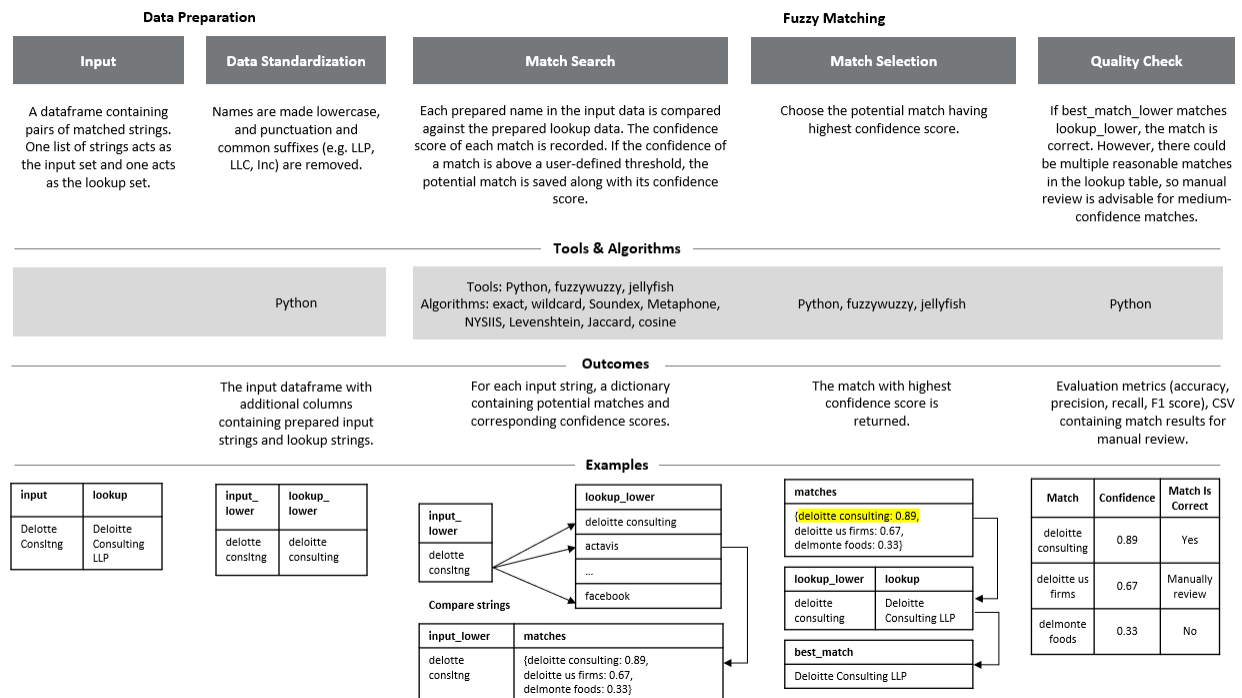 Data Preparation
Fuzzy Matching
Input
Data Standardization
Match Search
Match Selection
Quality Check
A dataframe containing
pairs of matched strings.
One list of strings acts as
the input set and one acts
as the lookup set.
Names are made lowercase,
and punctuation and
common suffixes (e.g. LLP,
LLC, Inc) are removed.
Each prepared name in the input data is compared
against the prepared lookup data. The confidence
score of each match is recorded. If the confidence of
a match is above a user-defined threshold, the
potential match is saved along with its confidence
score.
Choose the potential match having
highest confidence score.
If best_match_lower matches
lookup_lower, the match is
correct. However, there could
be multiple reasonable matches
in the lookup table, so manual
review is advisable for medium-
confidence matches.
Tools & Algorithms
Python
Tools: Python, fuzzywuzzy, jellyfish
Algorithms: exact, wildcard, Soundex, Metaphone,
NYSIIS, Levenshtein, Jaccard, cosine
Python, fuzzywuzzy, jellyfish
Python
Outcomes
The input dataframe with
additional columns
containing prepared input
strings and lookup strings.
For each input string, a dictionary
containing potential matches and
corresponding confidence scores.
The match with highest
confidence score is
returned.
Evaluation metrics (accuracy,
precision, recall, F1 score), CSV
containing match results for
manual review.
Examples
input
lookup
Delotte
Consltng
Deloitte
Consulting
LLP
input_
lower
lookup_
lower
delotte
consltng
deloitte
consulting
input_
lower
delotte
consltng
lookup_lower
deloitte consulting
actavis
...
facebook
Compare strings
input_lower
matches
delotte
consltng
{deloitte consulting: 0.89,
deloitte us firms: 0.67,
delmonte foods: 0.33}
matches
{deloitte consulting: 0.89,
deloitte us firms: 0.67,
delmonte foods: 0.33}
lookup_lower
lookup
deloitte
consulting
Deloitte
Consulting LLP
best_match
Deloitte Consulting LLP
Match
Confidence
Match Is
Correct
deloitte
consulting
0.89
Yes
deloitte us
firms
0.67
Manually
review
delmonte
foods
0.33
No